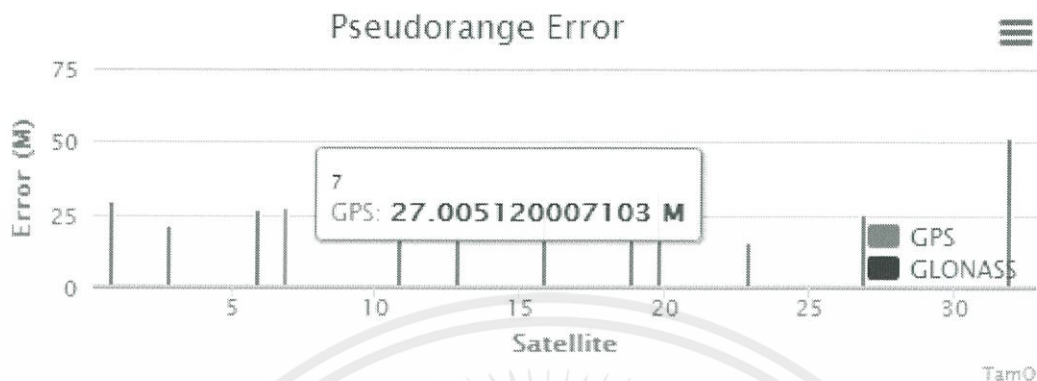 Pseudorange Error
75
50
25
0
Error (M)
7
GPS: 27.005120007103 M
GPS
GLONASS
5 10 15 20 25 30
Satellite